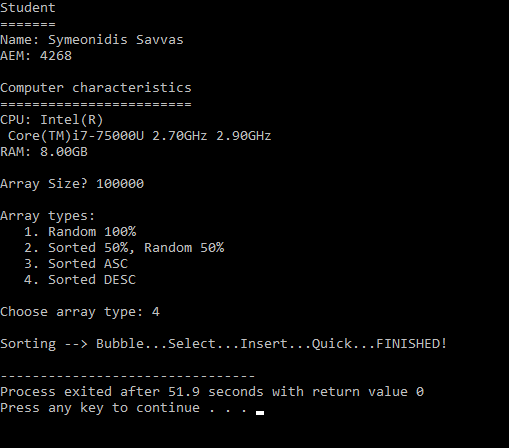 Student
=======
Name: Symeonidis Savvas
AEM: 4268
Computer characteristics
========================
CPU: Intel(R)
Core(TM)i7-75000U 2.70GHz 2.90GHz
RAM: 8.00GB
Array Size? 100000
Array types:
1. Random 100%
2. Sorted 50%, Random 50%
3. Sorted ASC
4. Sorted DESC
Choose array type: 4
Sorting --> Bubble...Select...Insert...Quick...FINISHED!
--------------------------------
Process exited after 51.9 seconds with return value 0
Press any key to continue . . .